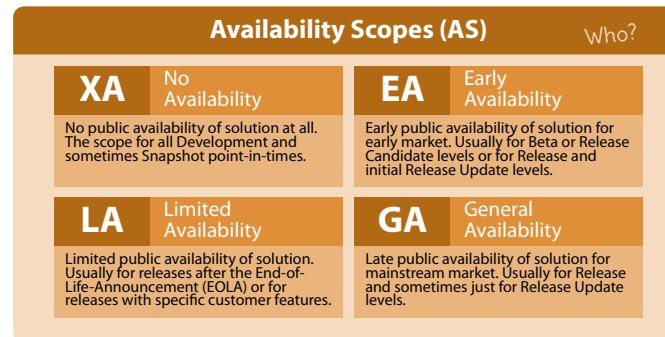 Availability Scopes (AS)
Who?
XA
No
Availability
No public availability of solution at all.
The scope for all Development and
sometimes Snapshot point-in-times.
EA
Early
Availability
Early public availability of solution for
early market. Usually for Beta or Release
Candidate levels or for Release and
initial Release Update levels.
LA
Limited
Availability
Limited public availability of solution.
Usually for releases after the End-of-
Life-Announcement (EOLA) or for
releases with specific customer features.
GA
General
Availability
Late public availability of solution for
mainstream market. Usually for Release
and sometimes just for Release Update
levels.